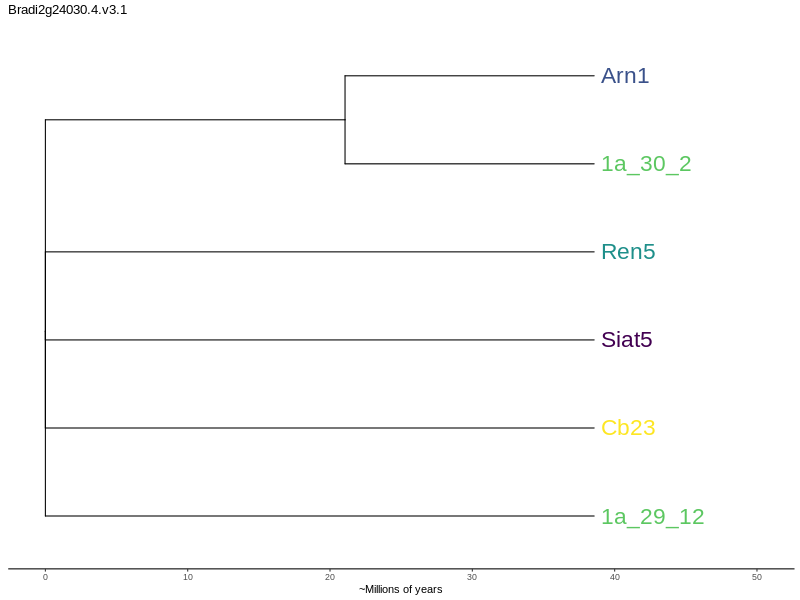 Bradi2g24030.4.v3.1
Arn1
1a_30_2
Ren5
Siat5
Cb23
1a_29_12
0 10 20 30 40 50
~Millions of years